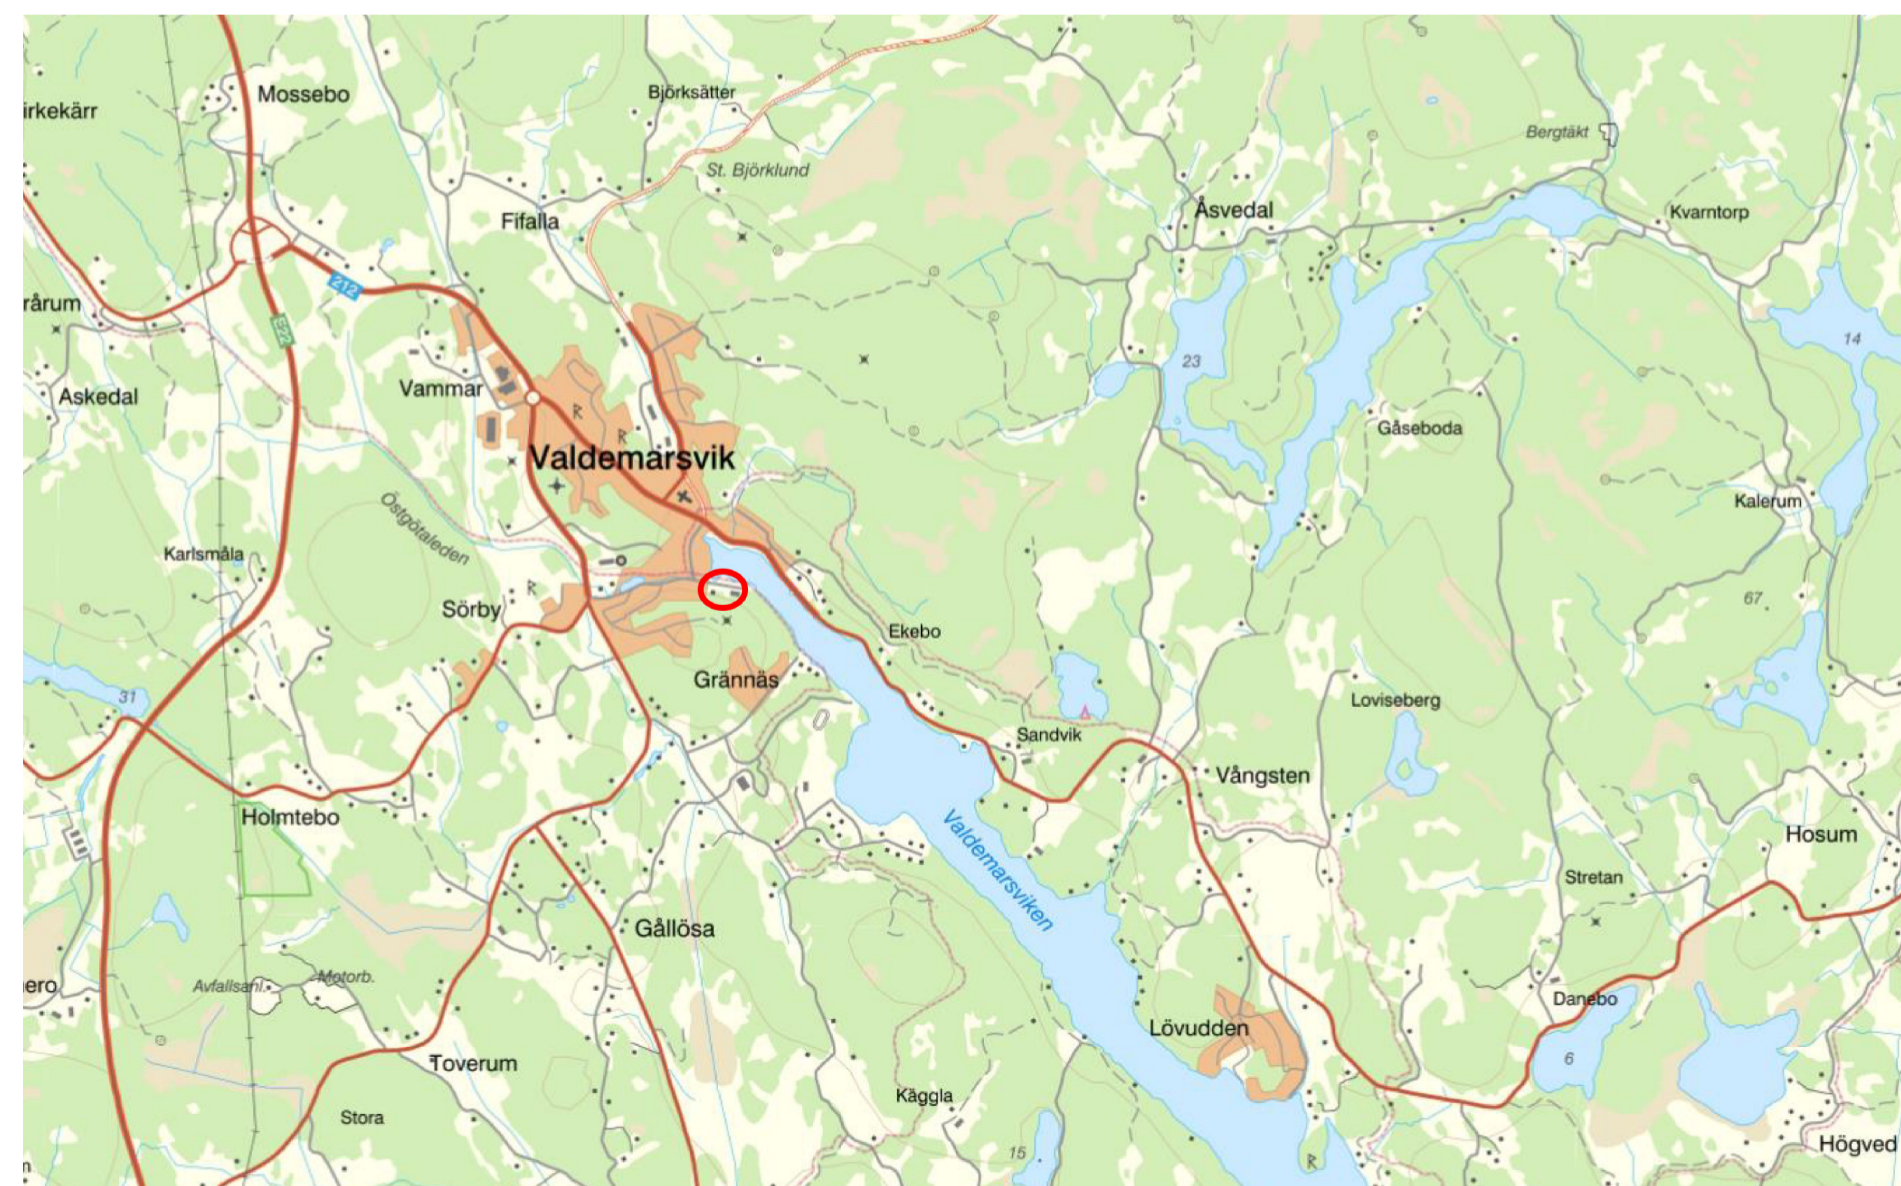 Mossebo
Björksätter
irkekärr
Bergtäkt
St. Björklund
Fifalla
Åsvedal
Kvarntorp
212
rårum
E22
14
23
Vammar
Askedal
Gåseboda
Valdemarsvik
Östgötaleden
Kalerum
Karlsmåla
67
Sörby
Ekebo
Grännäs
31
Loviseberg
Sandvik
Vångsten
Holmtebo
Valdemarsviken
Hosum
Stretan
Gållösa
Avfallsanl.
Motorb.
ero
Danebo
Lövudden
6
Toverum
Käggla
Stora
Högved
15
n